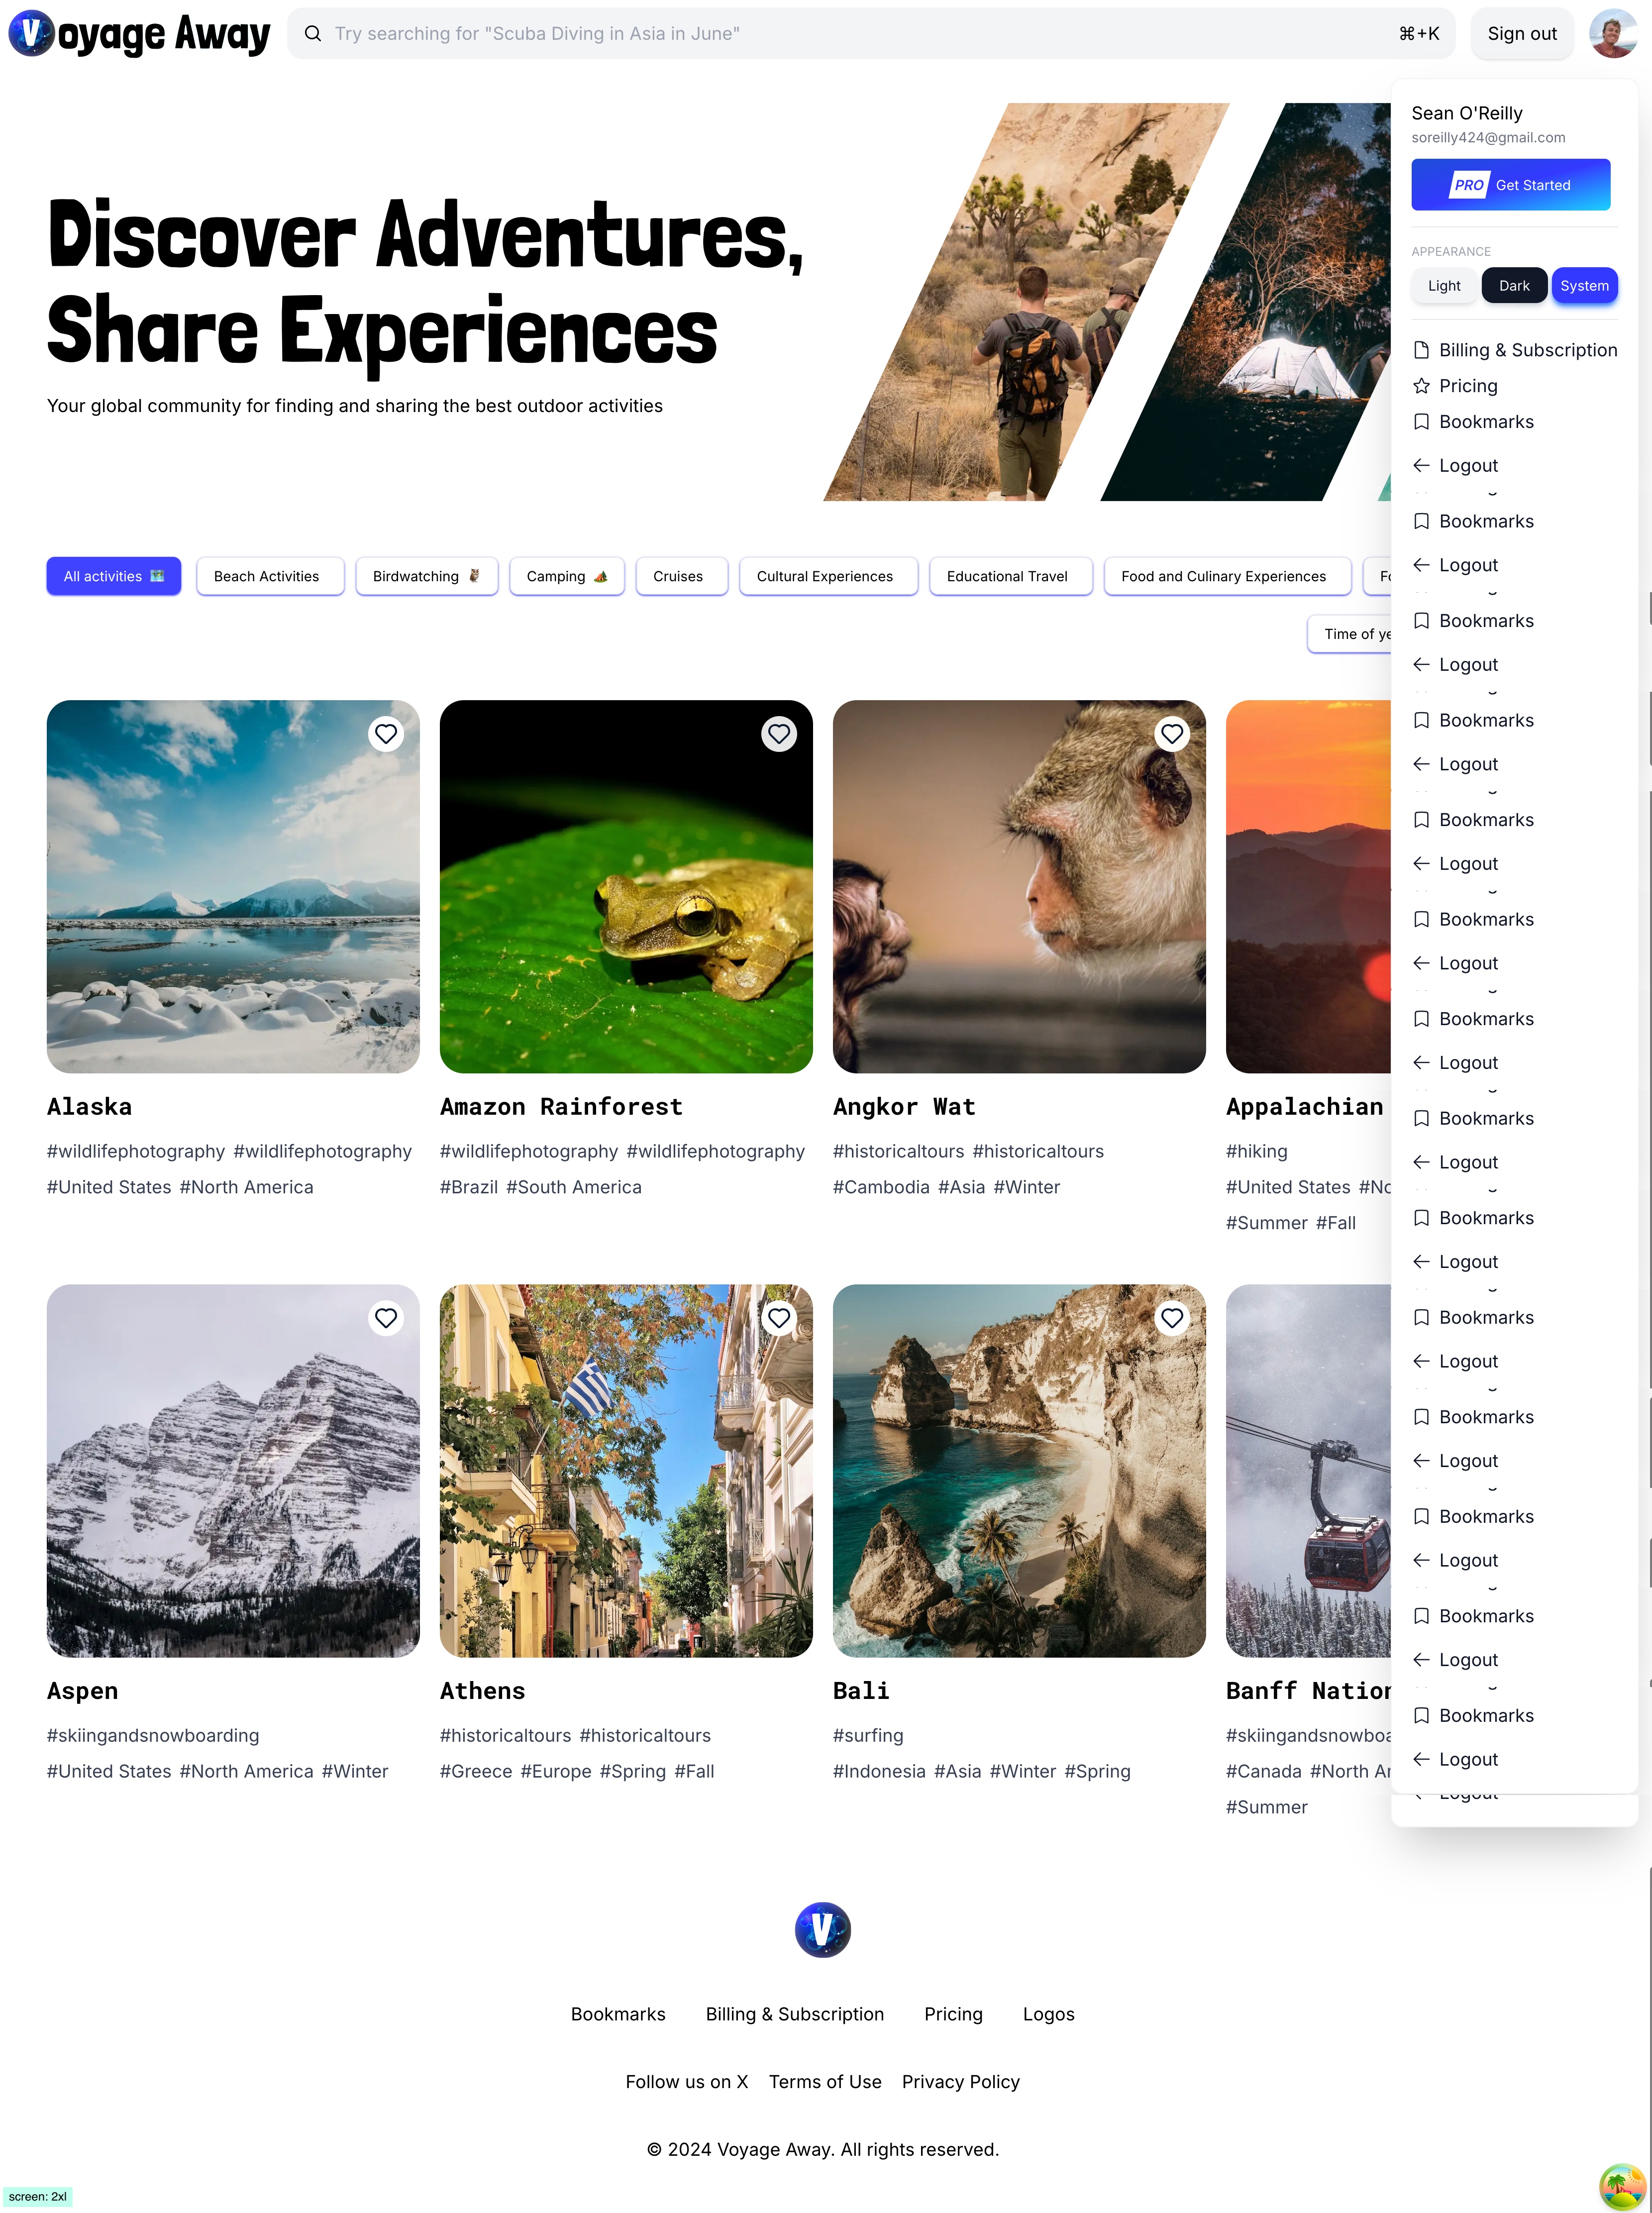 Voyage Away
Try searching for "Scuba Diving in Asia in June"
⌘+K
Sign out
Sean O'Reilly
soreilly424@gmail.com
PRO Get Started
APPEARANCE
Light Dark System
Billing & Subscription
Pricing
Bookmarks
Logout
Bookmarks
Logout
Bookmarks
Logout
Bookmarks
Logout
Bookmarks
Logout
Bookmarks
Logout
Bookmarks
Logout
Bookmarks
Logout
Bookmarks
Logout
Bookmarks
Logout
Bookmarks
Logout
Bookmarks
Logout
Bookmarks
Logout
Bookmarks
Logout
Logout
Discover Adventures,
Share Experiences
Your global community for finding and sharing the best outdoor activities
All activities Beach Activities Birdwatching Camping Cruises Cultural Experiences Educational Travel Food and Culinary Experiences
Time of ye
Alaska
#wildlifephotography #wildlifephotography
#United States #North America
Amazon Rainforest
#wildlifephotography #wildlifephotography
#Brazil #South America
Angkor Wat
#historicaltours #historicaltours
#Cambodia #Asia #Winter
Appalachian
#hiking
#United States #No
#Summer #Fall
Aspen
#skiingandsnowboarding
#United States #North America #Winter
Athens
#historicaltours #historicaltours
#Greece #Europe #Spring #Fall
Bali
#surfing
#Indonesia #Asia #Winter #Spring
Banff Nation
#skiingandsnowboa
#Canada #North Am
#Summer
V
Bookmarks Billing & Subscription Pricing Logos
Follow us on X Terms of Use Privacy Policy
© 2024 Voyage Away. All rights reserved.
screen: 2xl